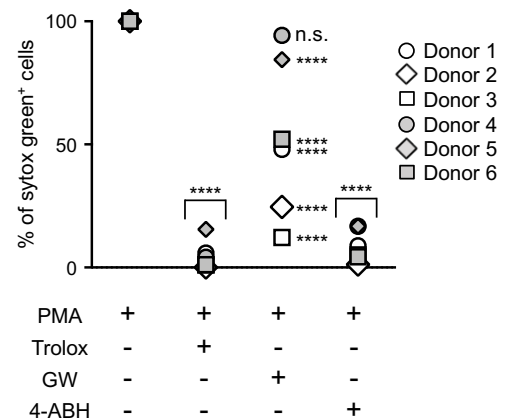 % of sytox green⁺ cells
100
50
0
****
n.s.
****
****
****
****
****
****
Donor 1
Donor 2
Donor 3
Donor 4
Donor 5
Donor 6
PMA + + + +
Trolox - + - -
GW - - + -
4-ABH - - - +